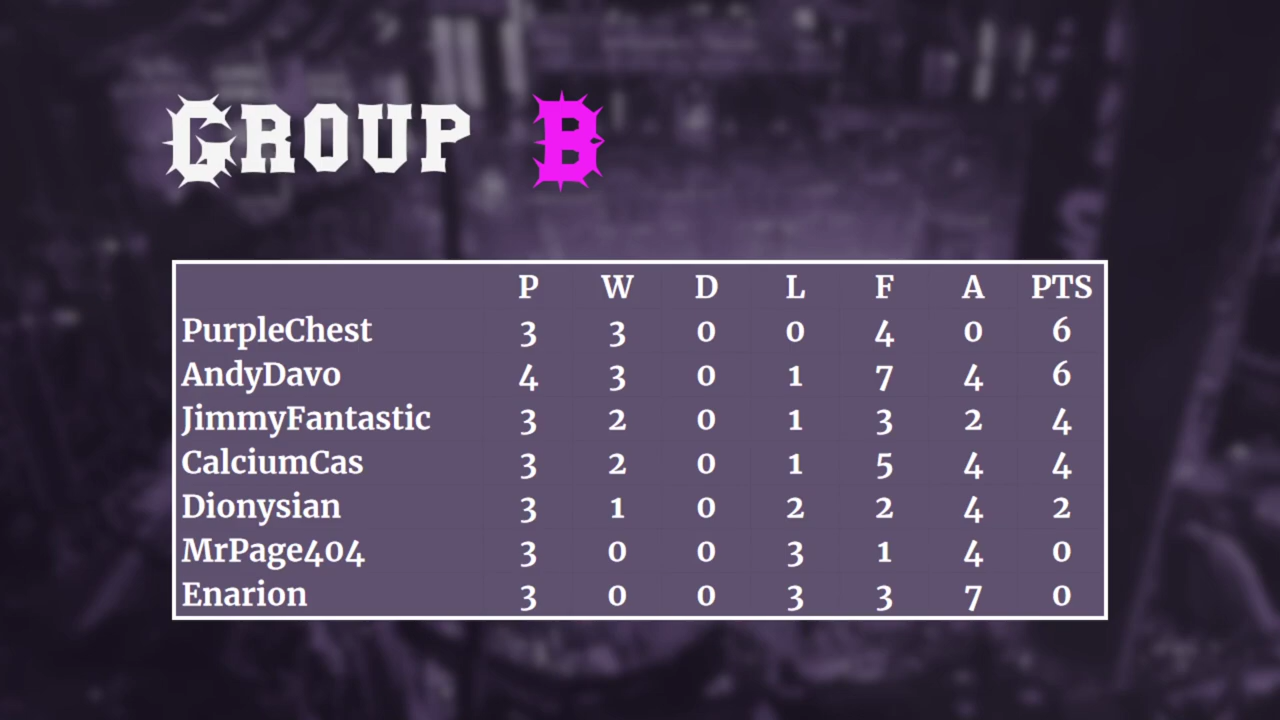 Group B
P W D L F A PTS
PurpleChest 3 3 0 0 4 0 6
AndyDavo 4 3 0 1 7 4 6
JimmyFantastic 3 2 0 1 3 2 4
CalciumCas 3 2 0 1 5 4 4
Dionysian 3 1 0 2 2 4 2
MrPage404 3 0 0 3 1 4 0
Enarion 3 0 0 3 3 7 0